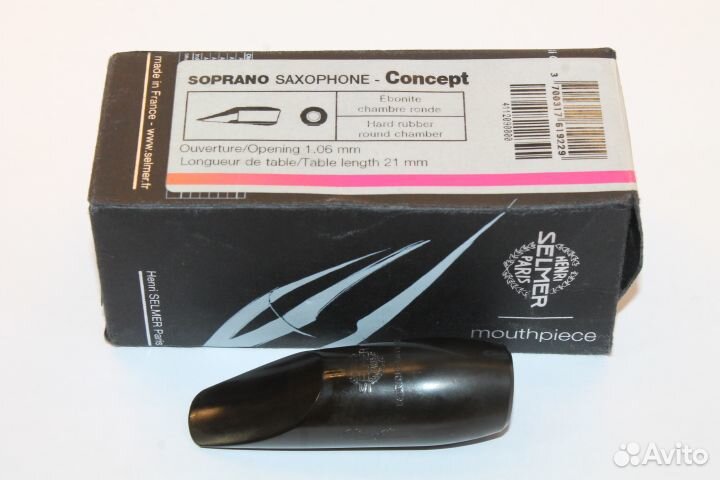 made in France - www.selmer.fr
SOPRANO SAXOPHONE - Concept
Ebonite
chambre ronde
Hard rubber
round chamber
Ouverture/Opening 1.06 mm
Longueur de table/Table length 21 mm
3 700317 619229
Henri SELMER Paris
HENRI
SELMER
PARIS
mouthpiece
SELMER
Avito